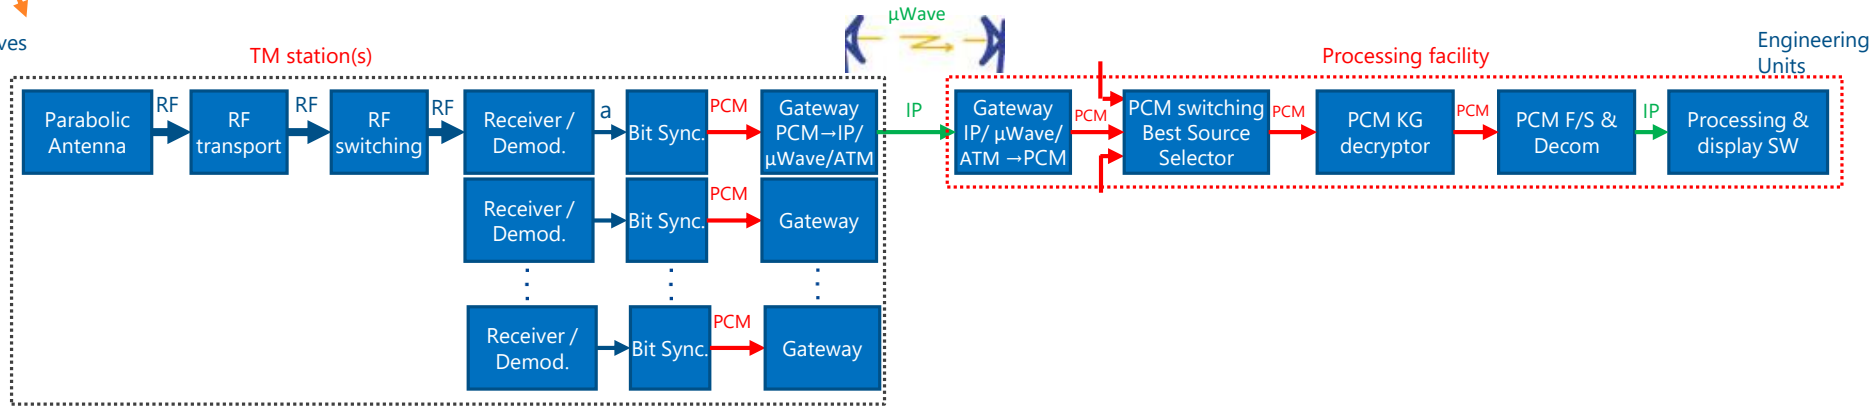 µWave
ves
TM station(s)
Processing facility
Engineering
Units
Parabolic
Antenna
RF
RF
transport
RF
RF
switching
RF
Receiver /
Demod.
a
Bit Sync.
PCM
Gateway
PCM→IP/
µWave/ATM
IP
Gateway
IP/ µWave/
ATM →PCM
PCM
PCM switching
Best Source
Selector
PCM
PCM KG
decryptor
PCM
PCM F/S &
Decom
IP
Processing &
display SW
Receiver /
Demod.
Bit Sync.
PCM
Gateway
Receiver /
Demod.
Bit Sync.
PCM
Gateway